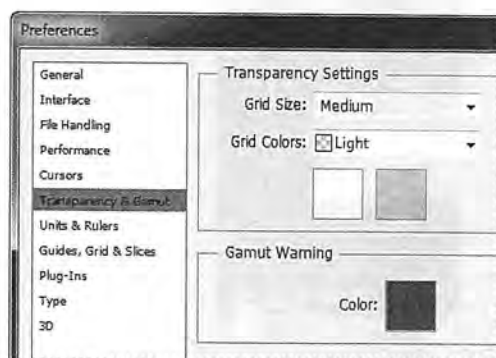 Preferences
General
Interface
File Handling
Performance
Cursors
Transparency & Gamut
Units & Rulers
Guides, Grid & Slices
Plug-Ins
Type
3D
Transparency Settings
Grid Size: Medium
Grid Colors: Light
Gamut Warning
Color: